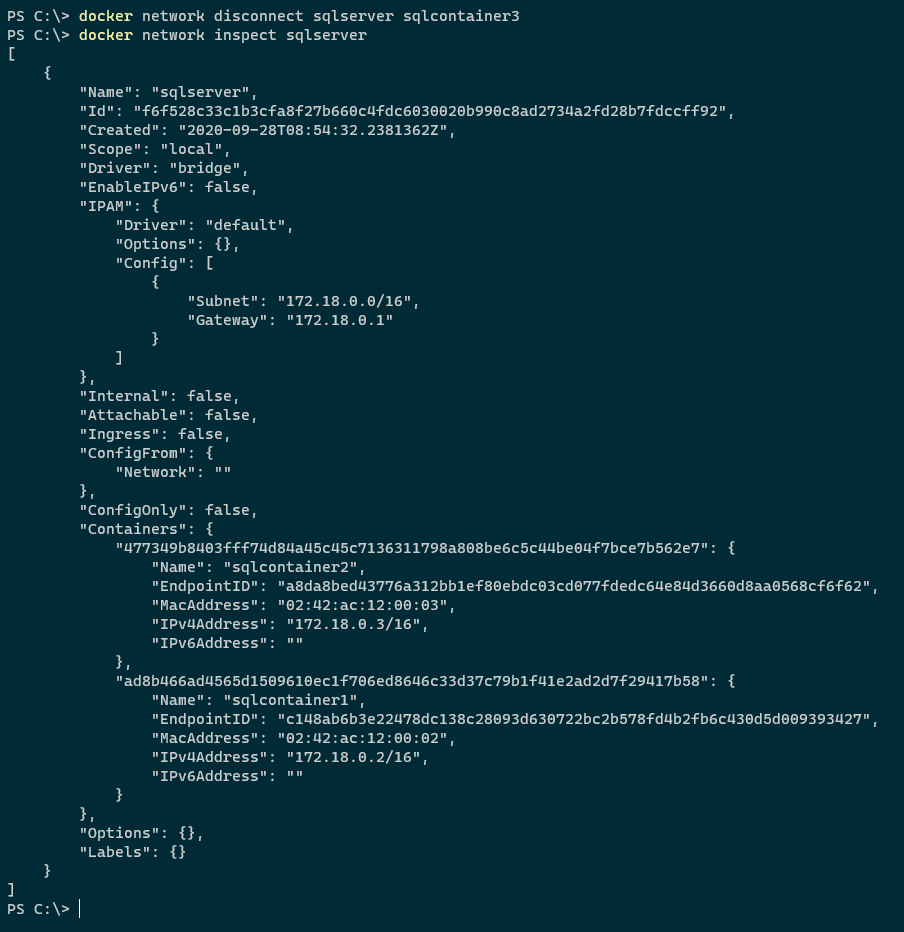 PS C:\> docker network disconnect sqlserver sqlcontainer3
PS C:\> docker network inspect sqlserver
[
    {
        "Name": "sqlserver",
        "Id": "f6f528c33c1b3cfa8f27b660c4fdc6030020b990c8ad2734a2fd28b7fdccff92",
        "Created": "2020-09-28T08:54:32.2381362Z",
        "Scope": "local",
        "Driver": "bridge",
        "EnableIPv6": false,
        "IPAM": {
            "Driver": "default",
            "Options": {},
            "Config": [
                {
                    "Subnet": "172.18.0.0/16",
                    "Gateway": "172.18.0.1"
                }
            ]
        },
        "Internal": false,
        "Attachable": false,
        "Ingress": false,
        "ConfigFrom": {
            "Network": ""
        },
        "ConfigOnly": false,
        "Containers": {
            "477349b8403fff74d84a45c45c7136311798a808be6c5c44be04f7bce7b562e7": {
                "Name": "sqlcontainer2",
                "EndpointID": "a8da8bed43776a312bb1ef80ebdc03cd077fdedc64e84d3660d8aa0568cf6f62",
                "MacAddress": "02:42:ac:12:00:03",
                "IPv4Address": "172.18.0.3/16",
                "IPv6Address": ""
            },
            "ad8b466ad4565d1509610ec1f706ed8646c33d37c79b1f41e2ad2d7f29417b58": {
                "Name": "sqlcontainer1",
                "EndpointID": "c148ab6b3e22478dc138c28093d630722bc2b578fd4b2fb6c430d5d009393427",
                "MacAddress": "02:42:ac:12:00:02",
                "IPv4Address": "172.18.0.2/16",
                "IPv6Address": ""
            }
        },
        "Options": {},
        "Labels": {}
    }
]
PS C:\>